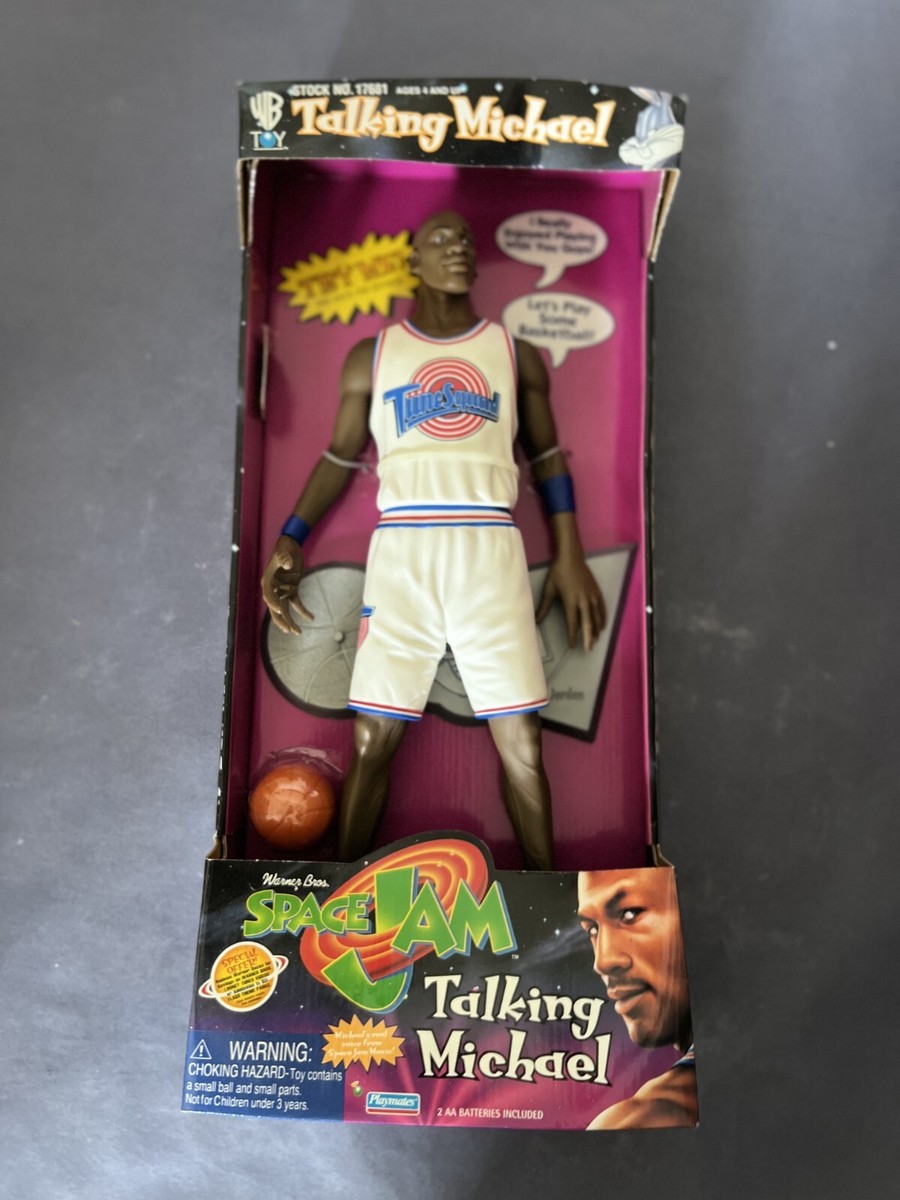 STOCK NO. 17681 AGES 4 AND UP
WB
TOY
Talking Michael
I Really
Enjoyed Playing
With You Guys!
TRY ME!
Let's Play
Some
Basketball!
TuneSquad
Jordan
Warner Bros.
SPACE JAM
™
SPECIAL
OFFER!
Talking
Michael
Michael's real
voice from
Space Jam Movie!
WARNING:
CHOKING HAZARD-Toy contains
a small ball and small parts.
Not for Children under 3 years.
Playmates
2 AA BATTERIES INCLUDED